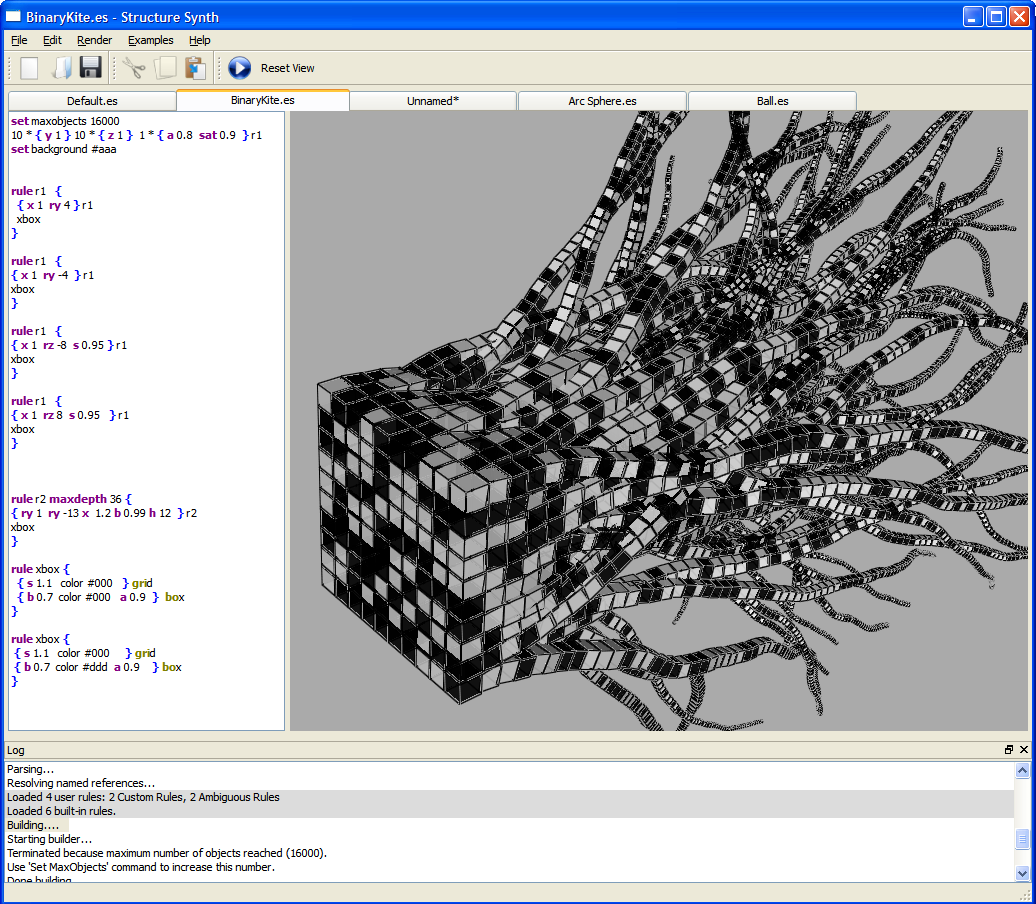 BinaryKite.es - Structure Synth
File Edit Render Examples Help
Reset View
Default.es BinaryKite.es Unnamed* Arc Sphere.es Ball.es
set maxobjects 16000
10 * { y 1 } 10 * { z 1 } 1 * { a 0.8 sat 0.9 } r1
set background #aaa
rule r1 {
{ x 1 ry 4 } r1
xbox
}
rule r1 {
{ x 1 ry -4 } r1
xbox
}
rule r1 {
{ x 1 rz -8 s 0.95 } r1
xbox
}
rule r1 {
{ x 1 rz 8 s 0.95 } r1
xbox
}
rule r2 maxdepth 36 {
{ ry 1 ry -13 x 1.2 b 0.99 h 12 } r2
xbox
}
rule xbox {
{ s 1.1 color #000 } grid
{ b 0.7 color #000 a 0.9 } box
}
rule xbox {
{ s 1.1 color #000 } grid
{ b 0.7 color #ddd a 0.9 } box
}
Log
Parsing...
Resolving named references...
Loaded 4 user rules: 2 Custom Rules, 2 Ambiguous Rules
Loaded 6 built-in rules.
Building....
Starting builder...
Terminated because maximum number of objects reached (16000).
Use 'Set MaxObjects' command to increase this number.
Done building